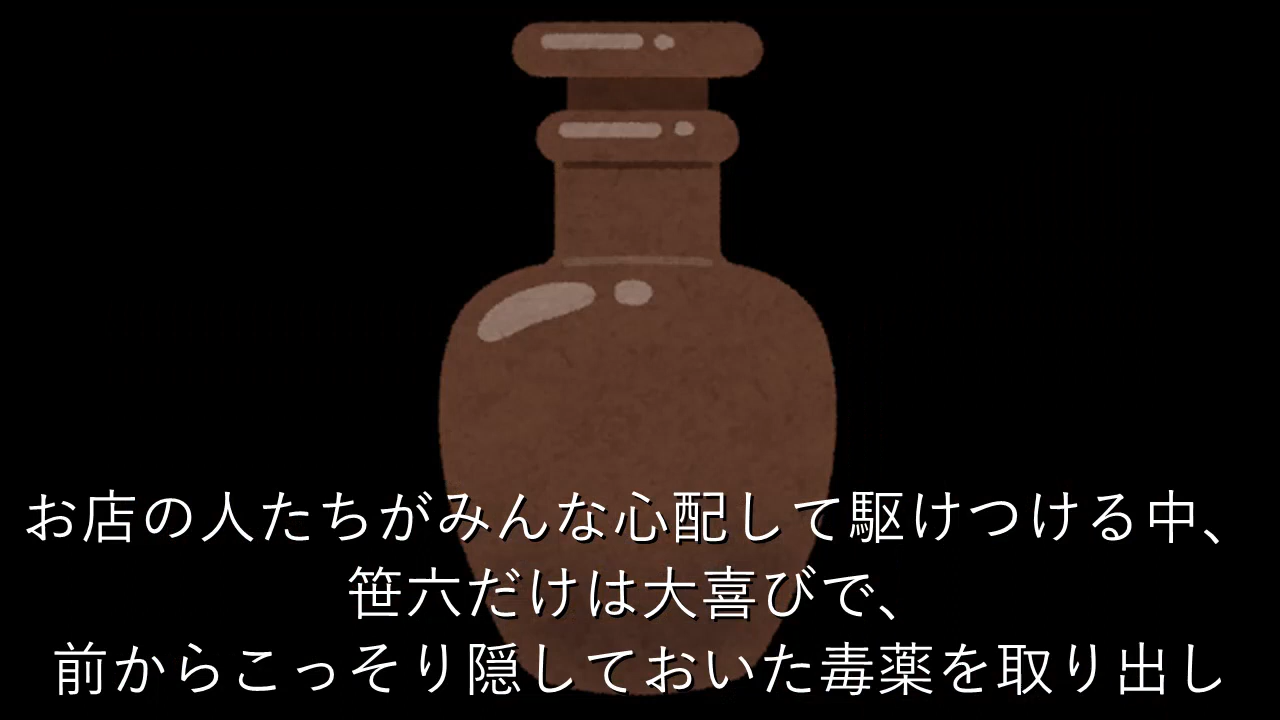 お店の人たちがみんな心配して駆けつける中、
笹六だけは大喜びで、
前からこっそり隠しておいた毒薬を取り出し